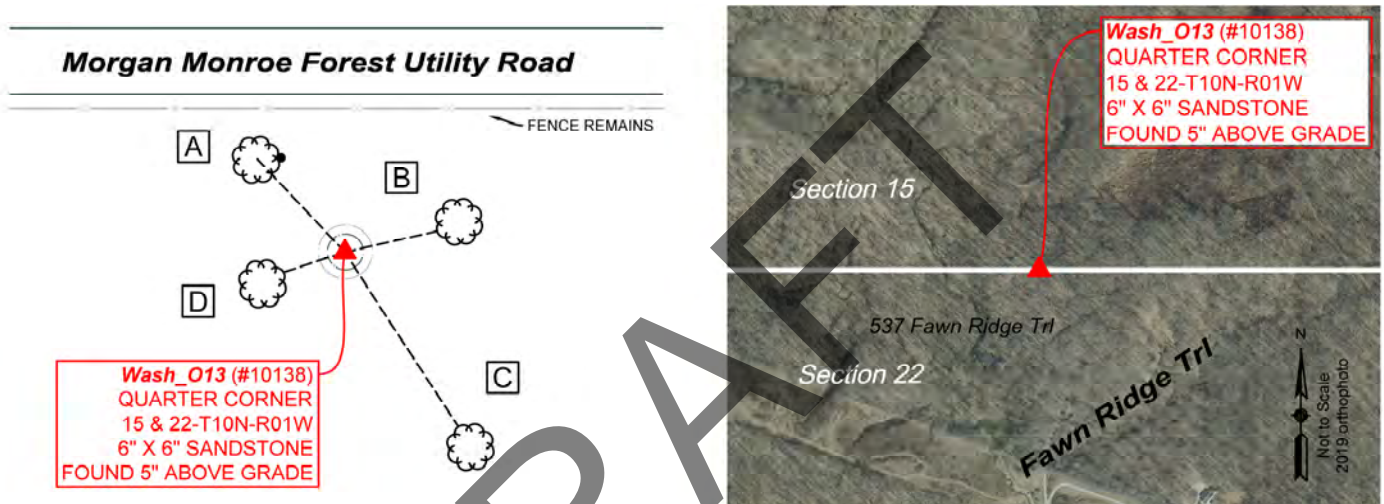 Morgan Monroe Forest Utility Road
FENCE REMAINS
A
B
D
C
Wash_O13 (#10138)
QUARTER CORNER
15 & 22-T10N-R01W
6" X 6" SANDSTONE
FOUND 5" ABOVE GRADE
Wash_O13 (#10138)
QUARTER CORNER
15 & 22-T10N-R01W
6" X 6" SANDSTONE
FOUND 5" ABOVE GRADE
Section 15
537 Fawn Ridge Trl
Section 22
Fawn Ridge Trl
N
Not to Scale
2019 orthophoto
DRAFT